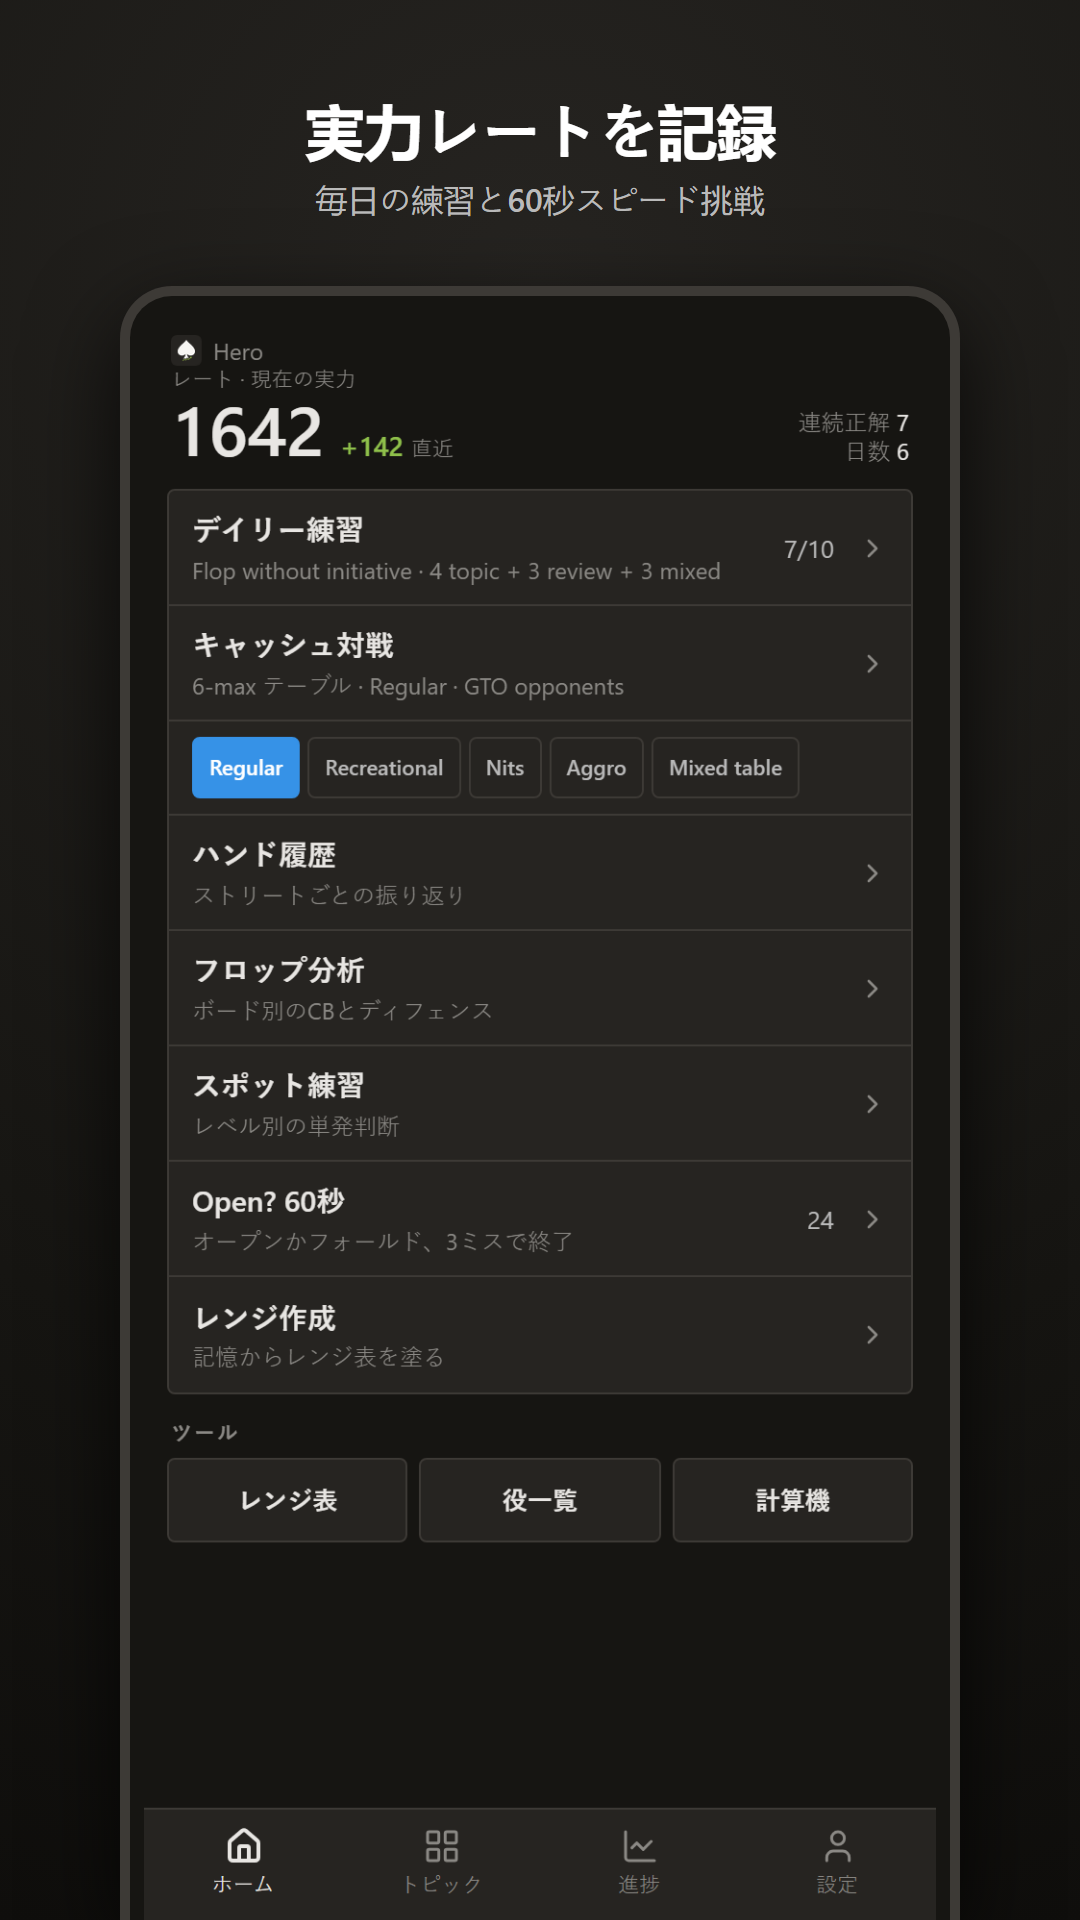 実力レートを記録
毎日の練習と60秒スピード挑戦
Hero
レート · 現在の実力
1642 +142 直近
連続正解 7
日数 6
デイリー練習
Flop without initiative · 4 topic + 3 review + 3 mixed
7/10
キャッシュ対戦
6-max テーブル · Regular · GTO opponents
Regular Recreational Nits Aggro Mixed table
ハンド履歴
ストリートごとの振り返り
フロップ分析
ボード別のCBとディフェンス
スポット練習
レベル別の単発判断
Open? 60秒
オープンかフォールド、3ミスで終了
24
レンジ作成
記憶からレンジ表を塗る
ツール
レンジ表 役一覧 計算機
ホーム トピック 進捗 設定